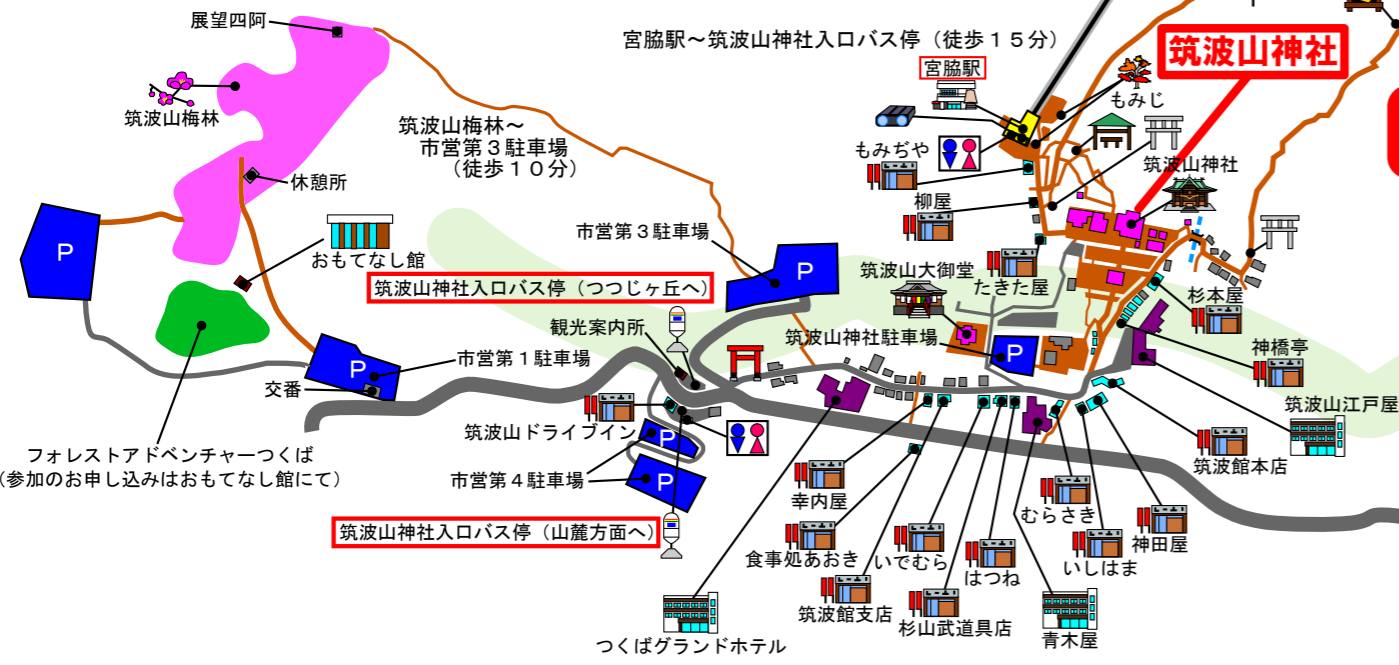 展望四阿
宮脇駅～筑波山神社入口バス停（徒歩１５分）
筑波山神社
宮脇駅
もみじ
筑波山梅林
筑波山梅林～
市営第３駐車場
（徒歩１０分）
もみぢや
筑波山神社
休憩所
柳屋
おもてなし館
市営第３駐車場
筑波山大御堂
たきた屋
筑波山神社入口バス停（つつじヶ丘へ）
杉本屋
観光案内所
筑波山神社駐車場
神橋亭
市営第１駐車場
交番
筑波山江戸屋
筑波山ドライブイン
フォレストアドベンチャーつくば
（参加のお申し込みはおもてなし館にて）
筑波館本店
市営第４駐車場
幸内屋
むらさき
神田屋
筑波山神社入口バス停（山麓方面へ）
食事処あおき
いでむら
はつね
いしはま
筑波館支店
杉山武道具店
青木屋
つくばグランドホテル
P
P
P
P
P
P